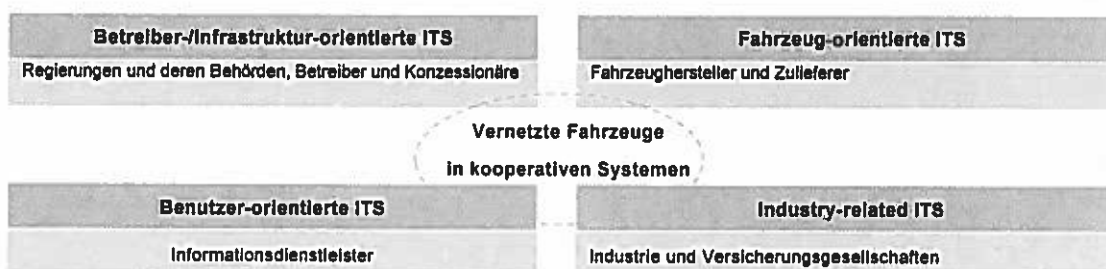 Betreiber-/Infrastruktur-orientierte ITS
Regierungen und deren Behörden, Betreiber und Konzessionäre
Fahrzeug-orientierte ITS
Fahrzeughersteller und Zulieferer
Vernetzte Fahrzeuge
in kooperativen Systemen
Benutzer-orientierte ITS
Informationsdienstleister
Industry-related ITS
Industrie und Versicherungsgesellschaften